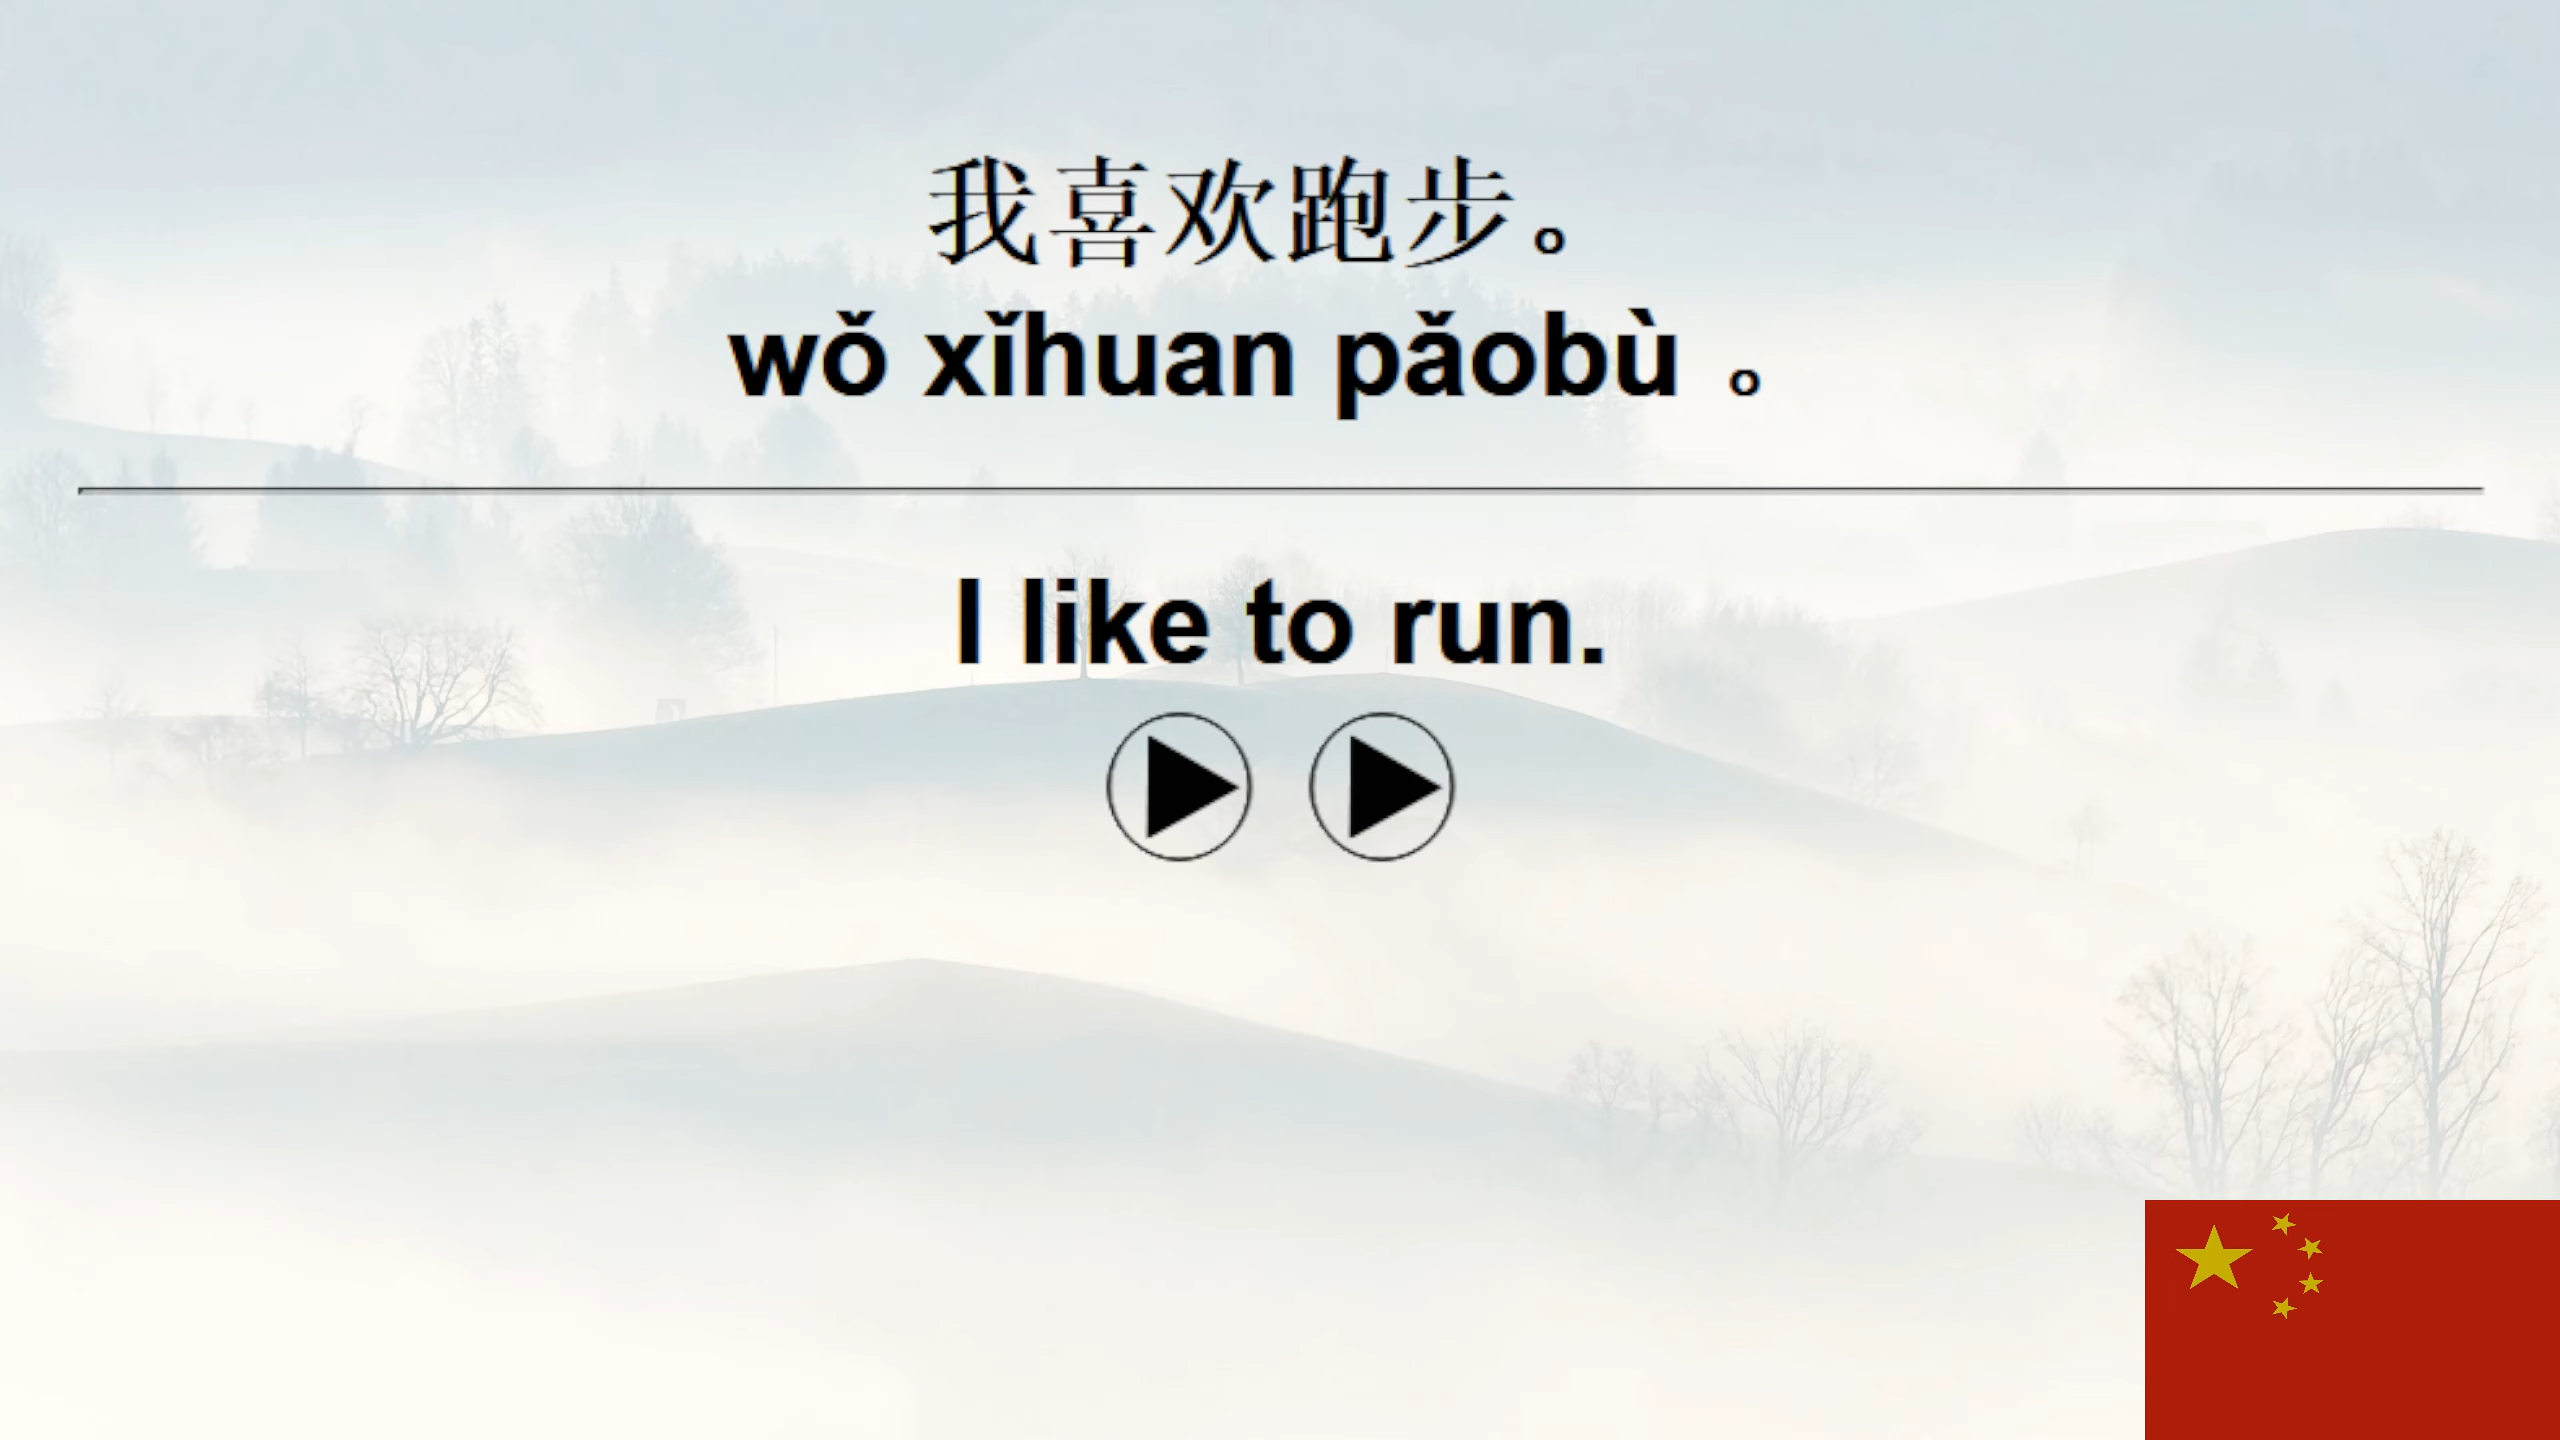 我喜欢跑步。
wǒ xǐhuan pǎobù 。
I like to run.